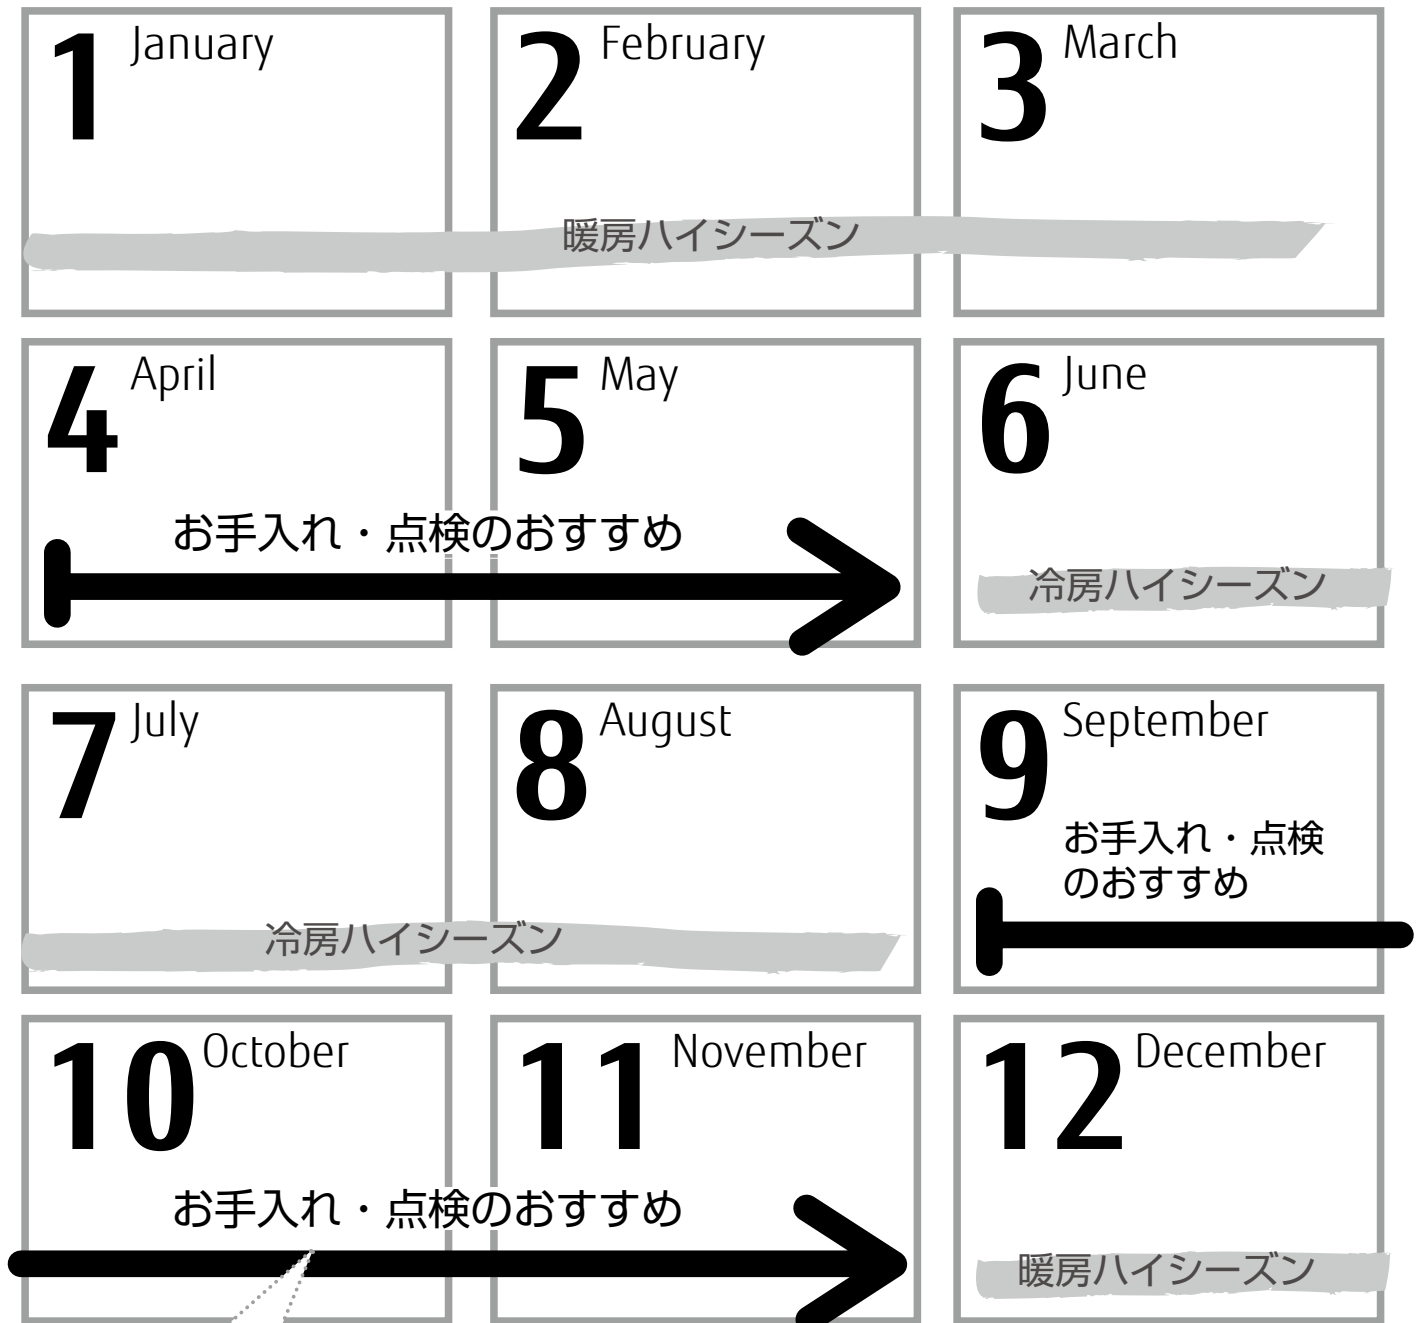 1 January
2 February
3 March
暖房ハイシーズン
4 April
5 May
6 June
お手入れ・点検のおすすめ
冷房ハイシーズン
7 July
8 August
9 September
お手入れ・点検
のおすすめ
冷房ハイシーズン
10 October
11 November
12 December
お手入れ・点検のおすすめ
暖房ハイシーズン